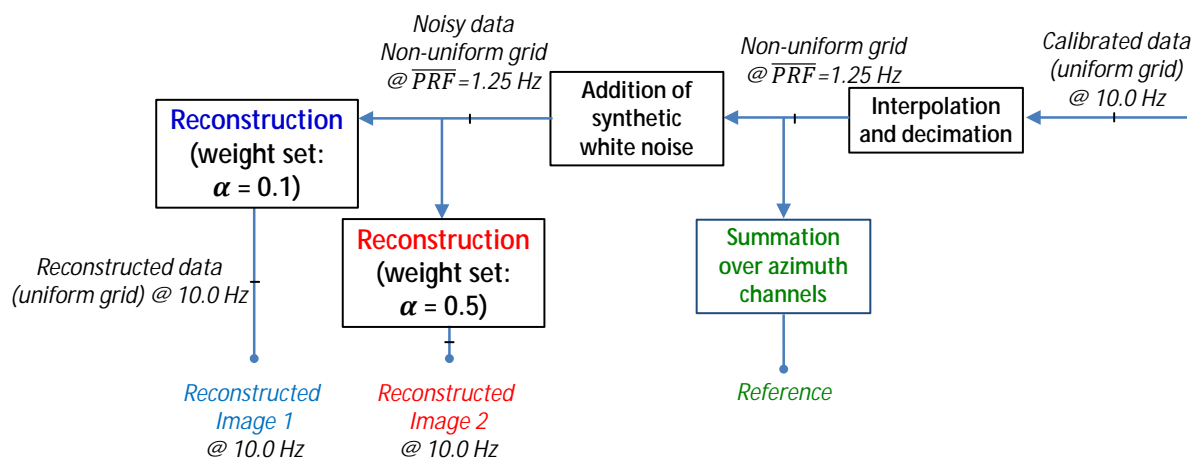 Noisy data
Non-uniform grid
@ PRF̅=1.25 Hz
Non-uniform grid
@ PRF̅=1.25 Hz
Calibrated data
(uniform grid)
@ 10.0 Hz
Reconstruction
(weight set:
α = 0.1)
Addition of
synthetic
white noise
Interpolation
and decimation
Reconstruction
(weight set:
α = 0.5)
Summation
over azimuth
channels
Reconstructed data
(uniform grid) @ 10.0 Hz
Reconstructed
Image 1
@ 10.0 Hz
Reconstructed
Image 2
@ 10.0 Hz
Reference